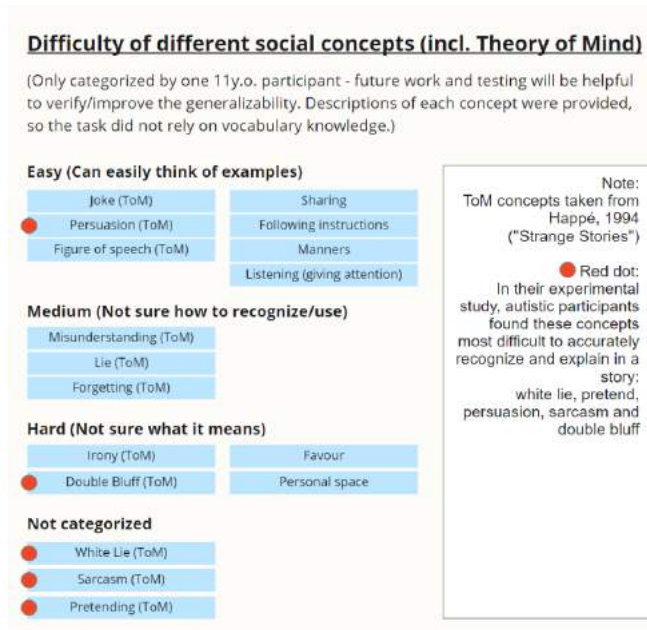 Difficulty of different social concepts (incl. Theory of Mind)
(Only categorized by one 11y.o. participant - future work and testing will be helpful
to verify/improve the generalizability. Descriptions of each concept were provided,
so the task did not rely on vocabulary knowledge.)
Easy (Can easily think of examples)
Joke (ToM)
Persuasion (ToM)
Figure of speech (ToM)
Sharing
Following instructions
Manners
Listening (giving attention)
Medium (Not sure how to recognize/use)
Misunderstanding (ToM)
Lie (ToM)
Forgetting (ToM)
Hard (Not sure what it means)
Irony (ToM)
Double Bluff (ToM)
Favour
Personal space
Not categorized
White Lie (ToM)
Sarcasm (ToM)
Pretending (ToM)
Note:
ToM concepts taken from
Happé, 1994
("Strange Stories")
Red dot:
In their experimental
study, autistic participants
found these concepts
most difficult to accurately
recognize and explain in a
story:
white lie, pretend,
persuasion, sarcasm and
double bluff